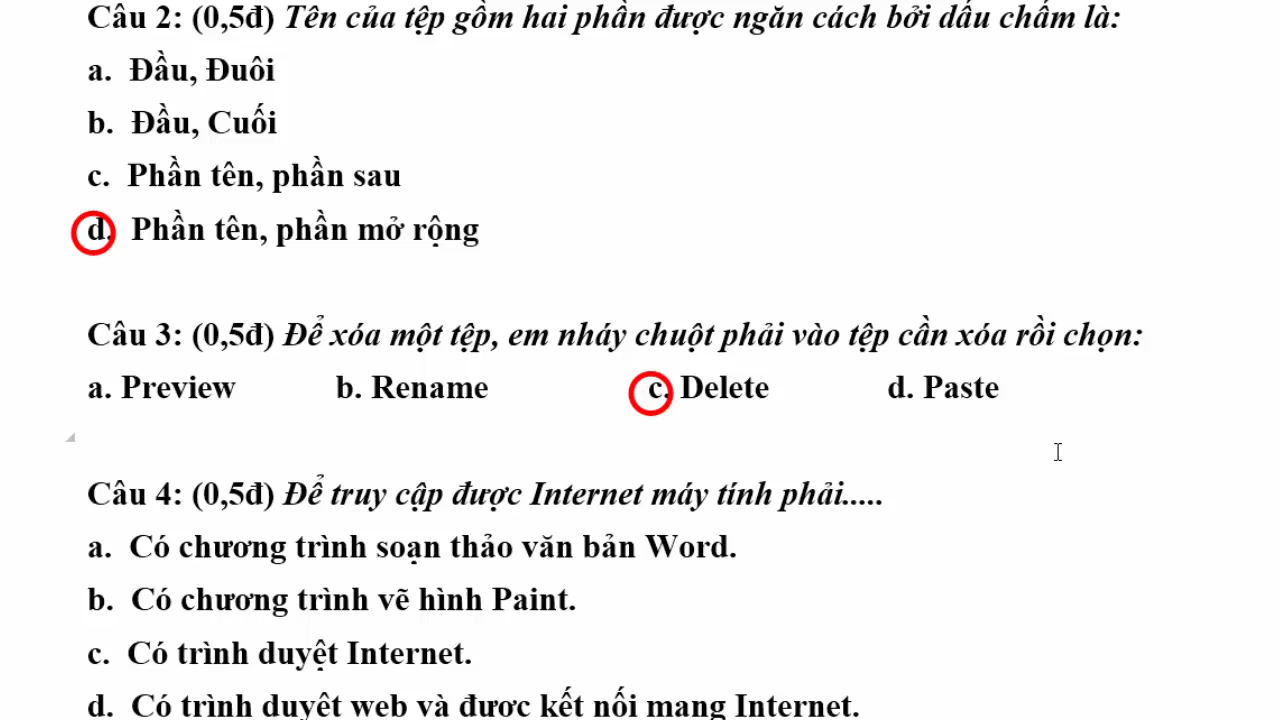 Câu 2: (0,5đ) Tên của tệp gồm hai phần được ngăn cách bởi dấu chấm là:
a. Đầu, Đuôi
b. Đầu, Cuối
c. Phần tên, phần sau
d. Phần tên, phần mở rộng
Câu 3: (0,5đ) Để xóa một tệp, em nháy chuột phải vào tệp cần xóa rồi chọn:
a. Preview b. Rename c. Delete d. Paste
Câu 4: (0,5đ) Để truy cập được Internet máy tính phải.....
a. Có chương trình soạn thảo văn bản Word.
b. Có chương trình vẽ hình Paint.
c. Có trình duyệt Internet.
d. Có trình duyệt web và được kết nối mạng Internet.